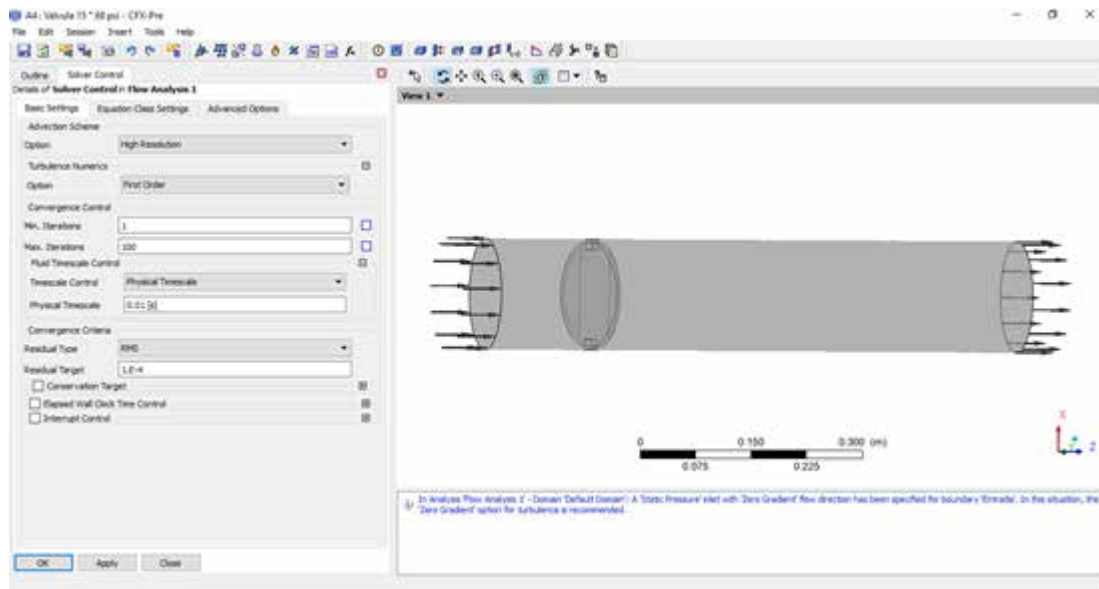 A4: Valvula 15 ° 60 psi - CFX-Pre
File Edit Session Insert Tools Help
Outline Solver Control
Details of Solver Control in Flow Analysis 1
Basic Settings Equation Class Settings Advanced Options
Advection Scheme
Option High Resolution
Turbulence Numerics
Option First Order
Convergence Control
Min. Iterations 1
Max. Iterations 100
Fluid Timescale Control
Timescale Control Physical Timescale
Physical Timescale 0.01 [s]
Convergence Criteria
Residual Type RMS
Residual Target 1.E-4
Conservation Target
Elapsed Wall Clock Time Control
Interrupt Control
OK Apply Close
View 1
0 0.150 0.300 (m)
0.075 0.225
X
Y
Z
In Analysis 'Flow Analysis 1' - Domain 'Default Domain': A 'Static Pressure' inlet with 'Zero Gradient' flow direction has been specified for boundary 'Entrada'. In this situation, the
'Zero Gradient' option for turbulence is recommended.